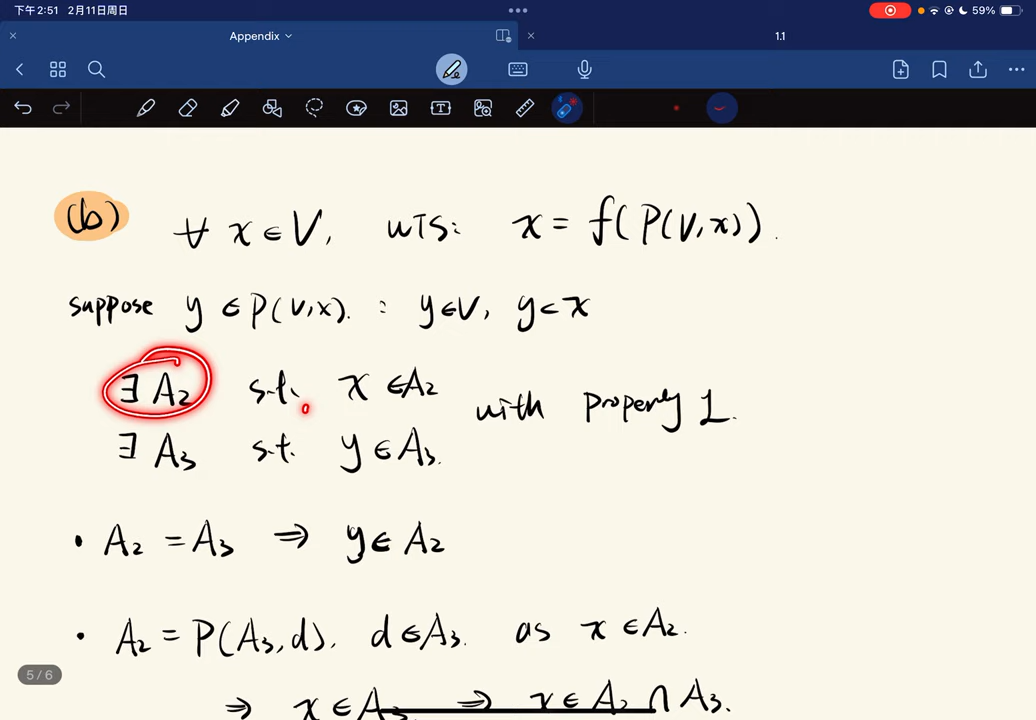 下午2:51 2月11日周日
59%
Appendix
1.1
(b) ∀ x ∈ V, WTS: x = f(P(V,x)).
suppose y ∈ P(V,x). : y ∈ V, y < x
∃ A₂ s.t. x ∈ A₂
with property 1.
∃ A₃ s.t. y ∈ A₃.
• A₂ = A₃ ⇒ y ∈ A₂
• A₂ = P(A₃,d), d ∈ A₃. as x ∈ A₂.
5 / 6
⇒ x ∈ A₃. ⇒ x ∈ A₂ ∩ A₃.